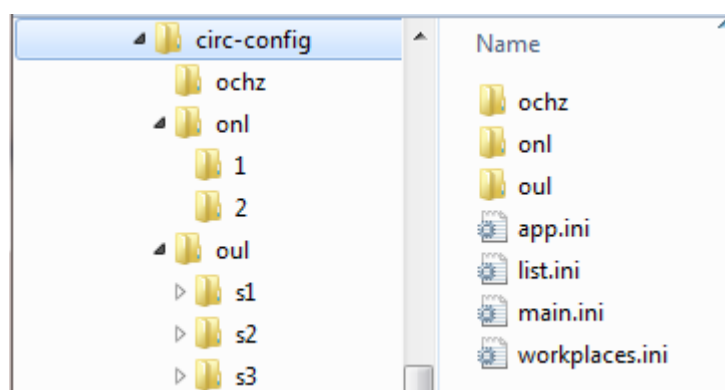 circ-config
ochz
onl
1
2
oul
s1
s2
s3
Name
ochz
onl
oul
app.ini
list.ini
main.ini
workplaces.ini